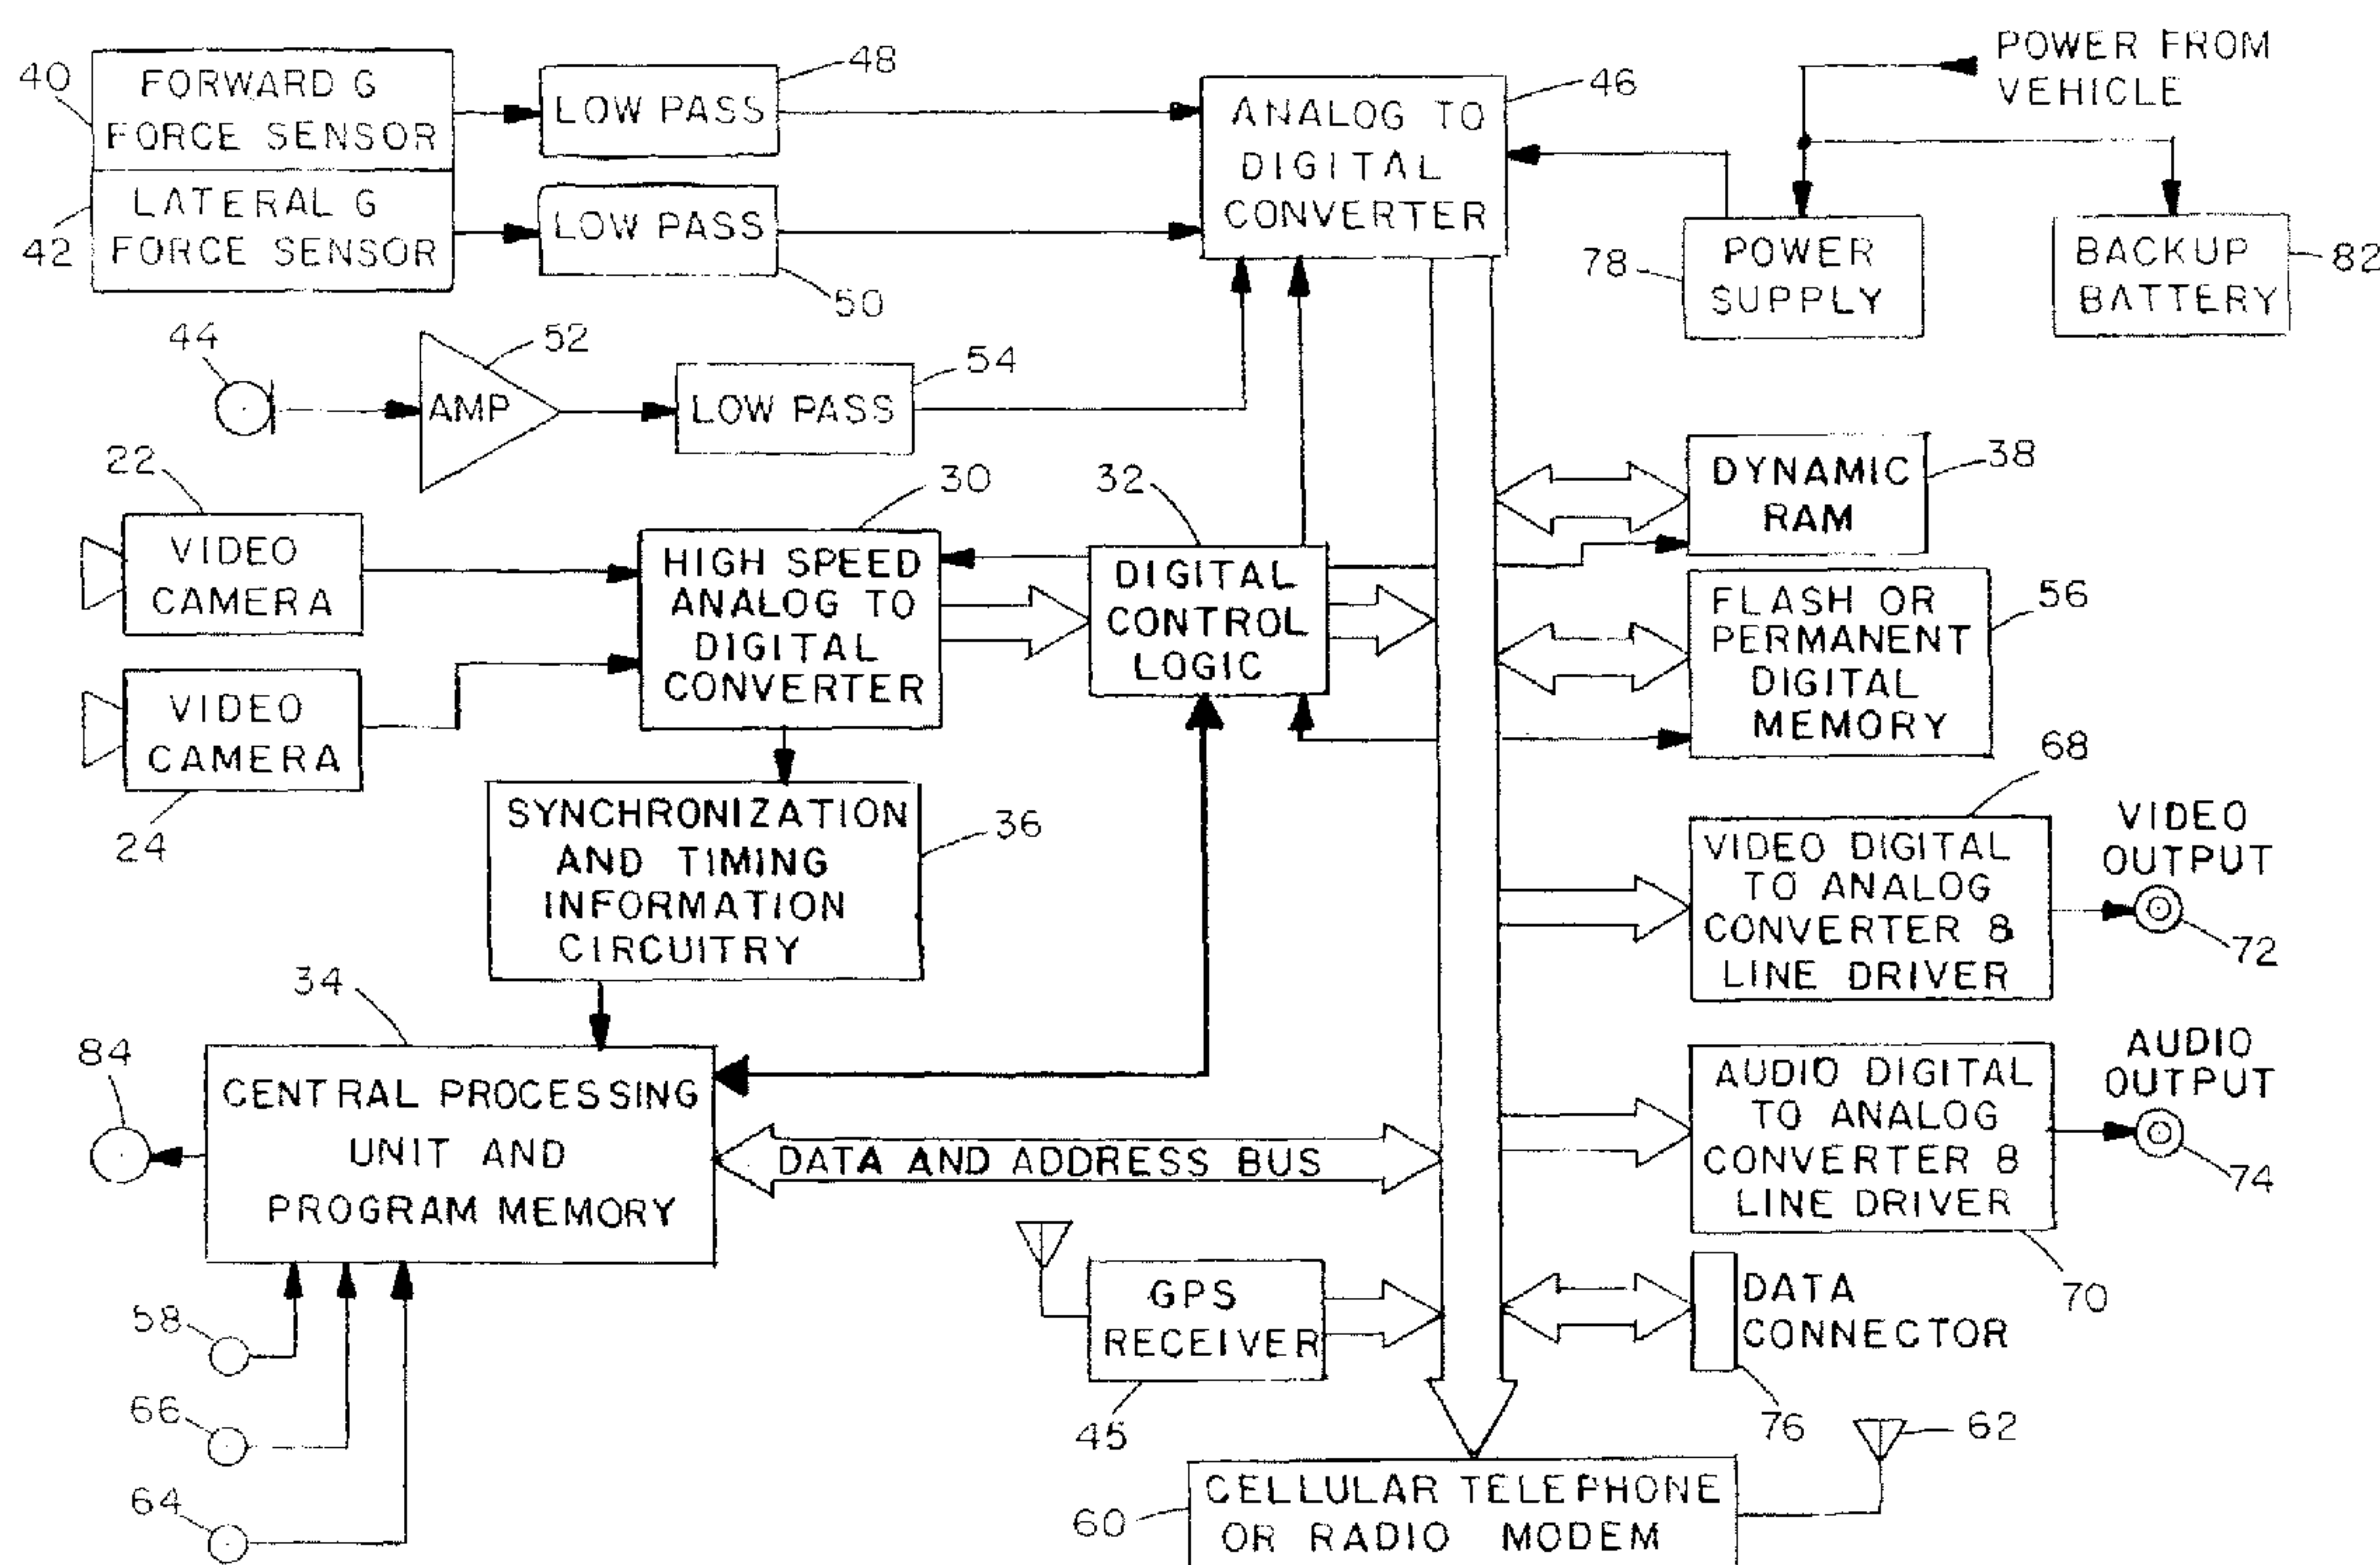 40
FORWARD G
FORCE SENSOR
42
LATERAL G
FORCE SENSOR
LOW PASS
48
LOW PASS
50
ANALOG TO
DIGITAL
CONVERTER
46
POWER FROM
VEHICLE
78
POWER
SUPPLY
BACKUP
BATTERY
82
44
AMP
52
LOW PASS
54
22
VIDEO
CAMERA
VIDEO
CAMERA
24
30
HIGH SPEED
ANALOG TO
DIGITAL
CONVERTER
32
DIGITAL
CONTROL
LOGIC
DYNAMIC
RAM
38
FLASH OR
PERMANENT
DIGITAL
MEMORY
56
SYNCHRONIZATION
AND TIMING
INFORMATION
CIRCUITRY
36
68
VIDEO DIGITAL
TO ANALOG
CONVERTER &
LINE DRIVER
VIDEO
OUTPUT
72
34
84
CENTRAL PROCESSING
UNIT AND
PROGRAM MEMORY
DATA AND ADDRESS BUS
AUDIO DIGITAL
TO ANALOG
CONVERTER &
LINE DRIVER
70
AUDIO
OUTPUT
74
58
66
64
GPS
RECEIVER
45
DATA
CONNECTOR
76
62
60
CELLULAR TELEPHONE
OR RADIO MODEM